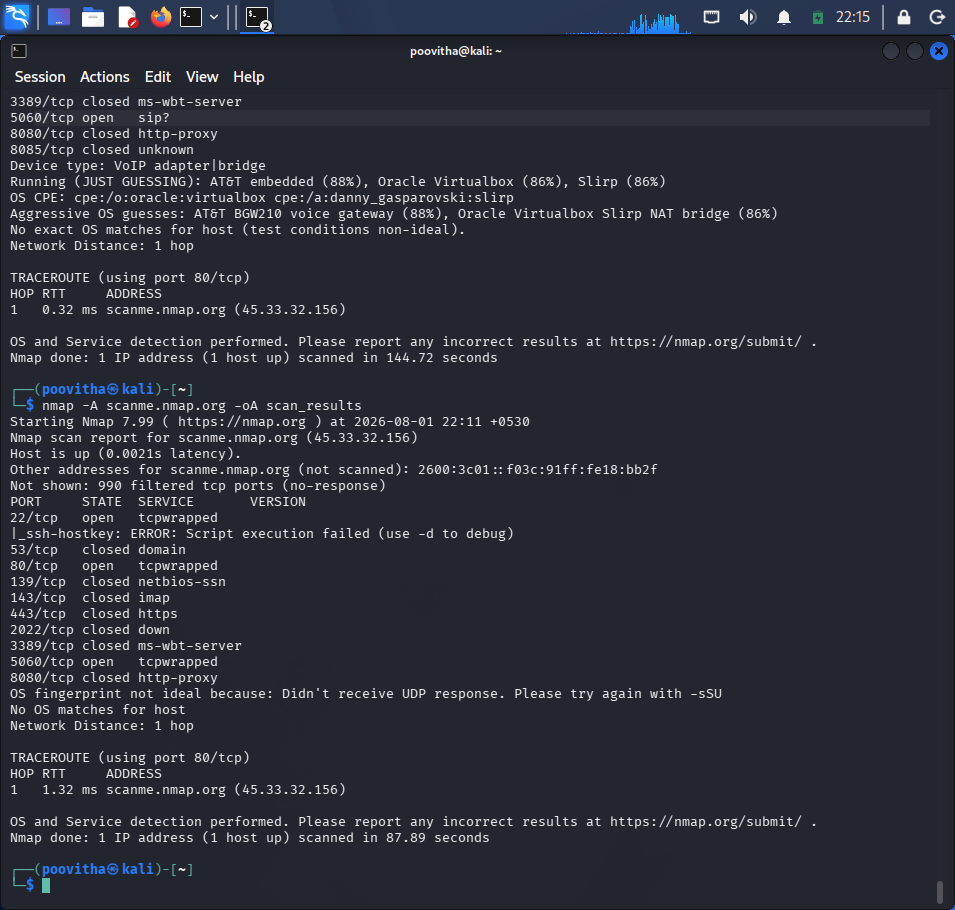 22:15
2
poovitha@kali: ~
Session Actions Edit View Help
3389/tcp closed ms-wbt-server
5060/tcp open   sip?
8080/tcp closed http-proxy
8085/tcp closed unknown
Device type: VoIP adapter|bridge
Running (JUST GUESSING): AT&T embedded (88%), Oracle Virtualbox (86%), Slirp (86%)
OS CPE: cpe:/o:oracle:virtualbox cpe:/a:danny_gasparovski:slirp
Aggressive OS guesses: AT&T BGW210 voice gateway (88%), Oracle Virtualbox Slirp NAT bridge (86%)
No exact OS matches for host (test conditions non-ideal).
Network Distance: 1 hop
TRACEROUTE (using port 80/tcp)
HOP RTT     ADDRESS
1   0.32 ms scanme.nmap.org (45.33.32.156)
OS and Service detection performed. Please report any incorrect results at https://nmap.org/submit/ .
Nmap done: 1 IP address (1 host up) scanned in 144.72 seconds
┌──(poovitha㉿kali)-[~]
└─$ nmap -A scanme.nmap.org -oA scan_results
Starting Nmap 7.99 ( https://nmap.org ) at 2026-08-01 22:11 +0530
Nmap scan report for scanme.nmap.org (45.33.32.156)
Host is up (0.0021s latency).
Other addresses for scanme.nmap.org (not scanned): 2600:3c01::f03c:91ff:fe18:bb2f
Not shown: 990 filtered tcp ports (no-response)
PORT     STATE  SERVICE       VERSION
22/tcp   open   tcpwrapped
|_ssh-hostkey: ERROR: Script execution failed (use -d to debug)
53/tcp   closed domain
80/tcp   open   tcpwrapped
139/tcp  closed netbios-ssn
143/tcp  closed imap
443/tcp  closed https
2022/tcp closed down
3389/tcp closed ms-wbt-server
5060/tcp open   tcpwrapped
8080/tcp closed http-proxy
OS fingerprint not ideal because: Didn't receive UDP response. Please try again with -sSU
No OS matches for host
Network Distance: 1 hop
TRACEROUTE (using port 80/tcp)
HOP RTT     ADDRESS
1   1.32 ms scanme.nmap.org (45.33.32.156)
OS and Service detection performed. Please report any incorrect results at https://nmap.org/submit/ .
Nmap done: 1 IP address (1 host up) scanned in 87.89 seconds
┌──(poovitha㉿kali)-[~]
└─$